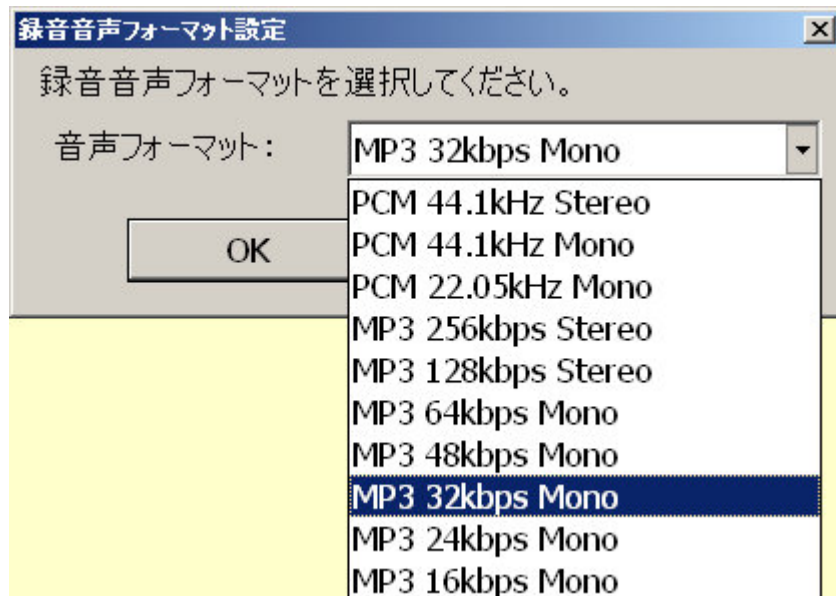 録音音声フォーマット設定
録音音声フォーマットを選択してください。
音声フォーマット: MP3 32kbps Mono
PCM 44.1kHz Stereo
PCM 44.1kHz Mono
OK
PCM 22.05kHz Mono
MP3 256kbps Stereo
MP3 128kbps Stereo
MP3 64kbps Mono
MP3 48kbps Mono
MP3 32kbps Mono
MP3 24kbps Mono
MP3 16kbps Mono